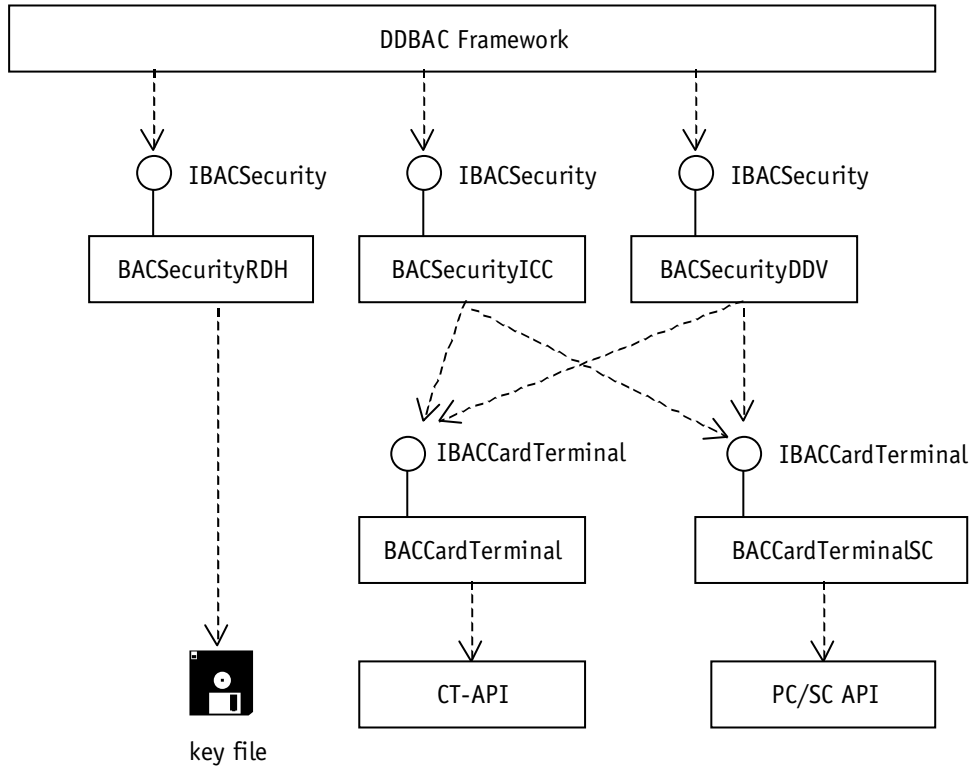 DDBAC Framework
IBACSecurity
IBACSecurity
IBACSecurity
BACSecurityRDH
BACSecurityICC
BACSecurityDDV
IBACCardTerminal
IBACCardTerminal
BACCardTerminal
BACCardTerminalSC
CT-API
PC/SC API
key file